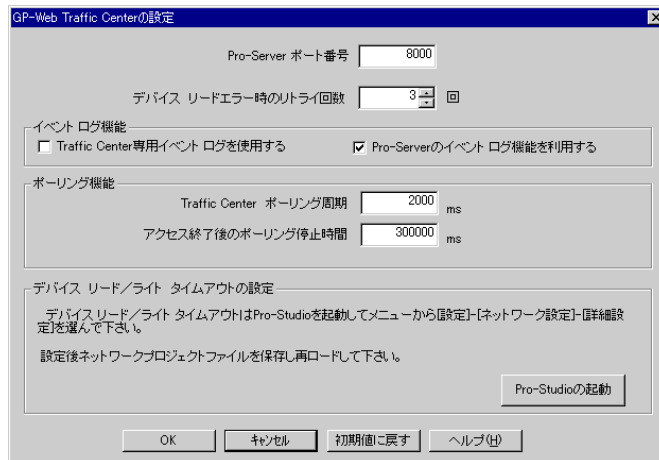 GP-Web Traffic Centerの設定
Pro-Server ポート番号 8000
デバイス リードエラー時のリトライ回数 3 回
イベント ログ機能
Traffic Center専用イベント ログを使用する Pro-Serverのイベント ログ機能を利用する
ポーリング機能
Traffic Center ポーリング周期 2000 ms
アクセス終了後のポーリング停止時間 300000 ms
デバイス リード／ライト タイムアウトの設定
デバイス リード／ライト タイムアウトはPro-Studioを起動してメニューから[設定]-[ネットワーク設定]-[詳細設
定]を選んで下さい。
設定後ネットワークプロジェクトファイルを保存し再ロードして下さい。
Pro-Studioの起動
OK キャンセル 初期値に戻す ヘルプ(H)